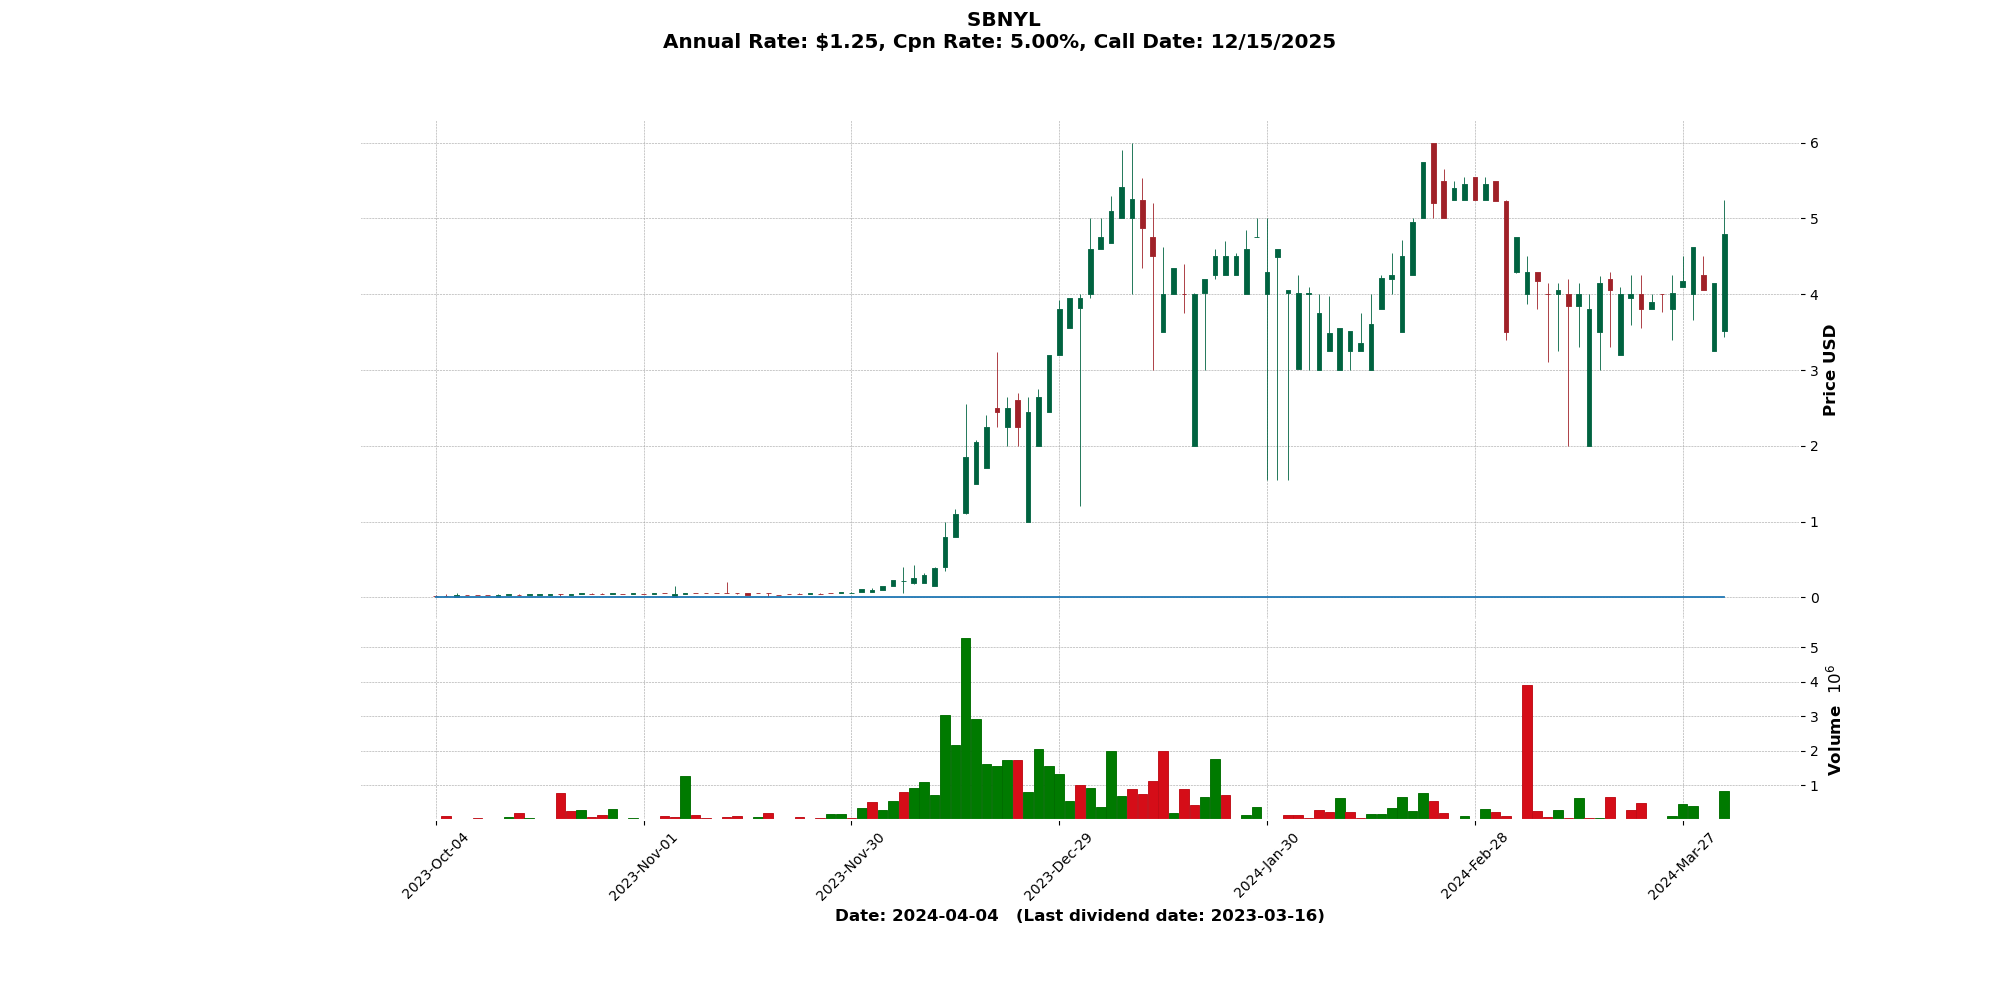 SBNYL
Annual Rate: $1.25, Cpn Rate: 5.00%, Call Date: 12/15/2025
6
5
4
3
2
1
0
Price USD
5
4
3
2
1
Volume 10^6
2023-Oct-04
2023-Nov-01
2023-Nov-30
2023-Dec-29
2024-Jan-30
2024-Feb-28
2024-Mar-27
Date: 2024-04-04 (Last dividend date: 2023-03-16)